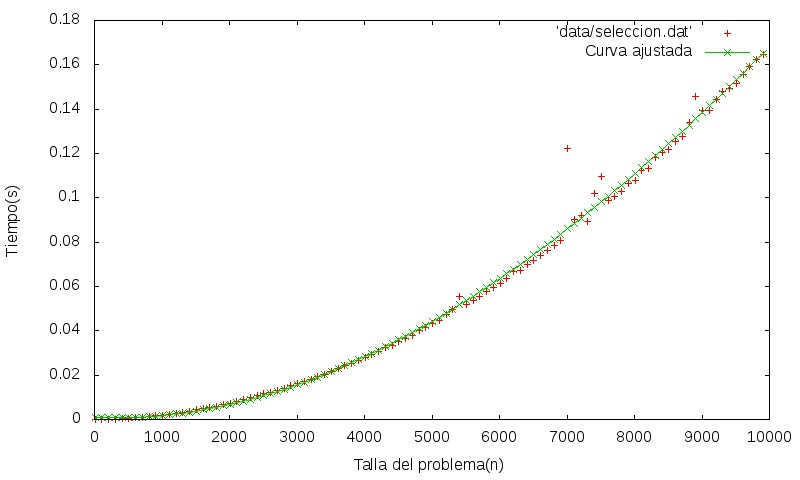 0.18
0.16
0.14
0.12
0.1
0.08
0.06
0.04
0.02
0
Tiempo(s)
'data/seleccion.dat'
Curva ajustada
0 1000 2000 3000 4000 5000 6000 7000 8000 9000 10000
Talla del problema(n)